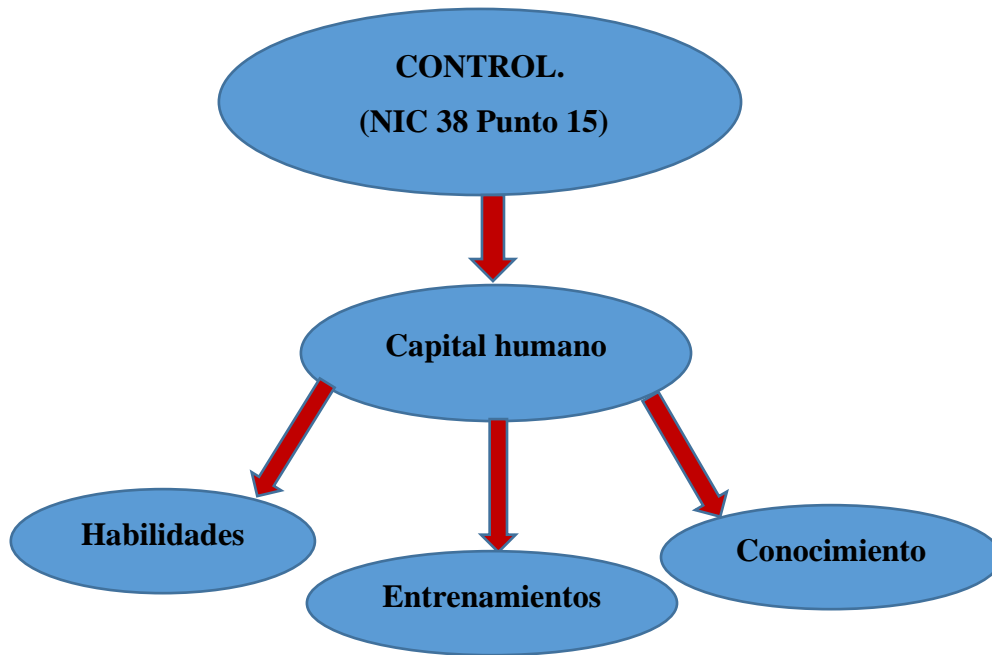 CONTROL.
(NIC 38 Punto 15)
Capital humano
Habilidades
Entrenamientos
Conocimiento